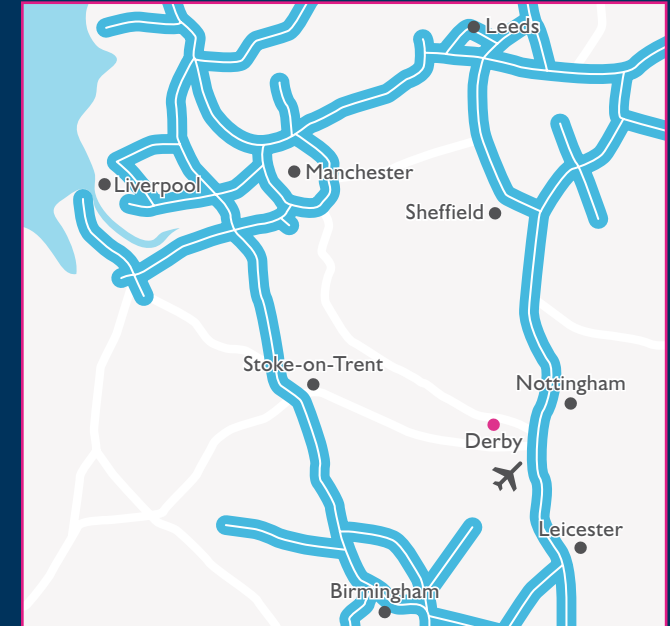 Leeds
Manchester
Liverpool
Sheffield
Stoke-on-Trent
Nottingham
Derby
Leicester
Birmingham